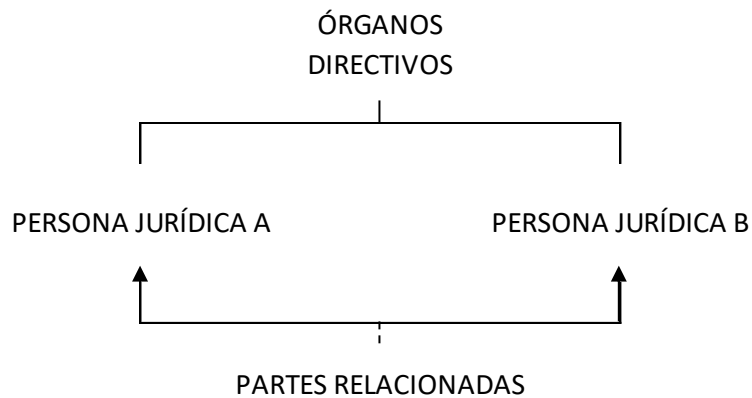 ÓRGANOS
DIRECTIVOS
PERSONA JURÍDICA A
PERSONA JURÍDICA B
PARTES RELACIONADAS